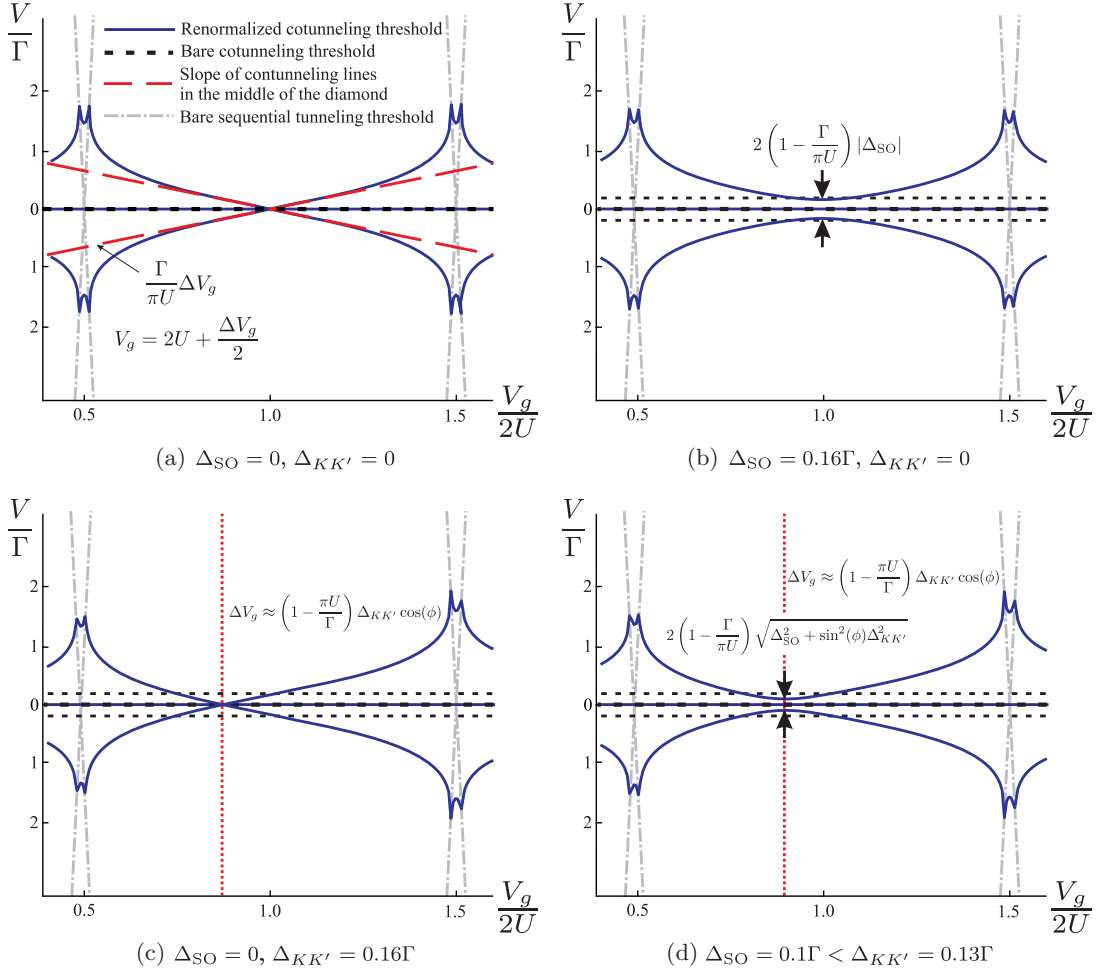 V/Γ
Renormalized cotunneling threshold
Bare cotunneling threshold
Slope of contunneling lines
in the middle of the diamond
Bare sequential tunneling threshold
2
1
0
1
2
Γ/πU ΔV_g
V_g = 2U + ΔV_g/2
0.5 1.0 1.5
V_g/2U
(a) Δ_SO = 0, Δ_KK′ = 0
V/Γ
2
1
0
1
2
2 (1 − Γ/πU) |Δ_SO|
0.5 1.0 1.5
V_g/2U
(b) Δ_SO = 0.16Γ, Δ_KK′ = 0
V/Γ
2
1
0
1
2
ΔV_g ≈ (1 − πU/Γ) Δ_KK′ cos(ϕ)
0.5 1.0 1.5
V_g/2U
(c) Δ_SO = 0, Δ_KK′ = 0.16Γ
V/Γ
2
1
0
1
2
ΔV_g ≈ (1 − πU/Γ) Δ_KK′ cos(ϕ)
2 (1 − Γ/πU) √(Δ²_SO + sin²(ϕ)Δ²_KK′)
0.5 1.0 1.5
V_g/2U
(d) Δ_SO = 0.1Γ < Δ_KK′ = 0.13Γ